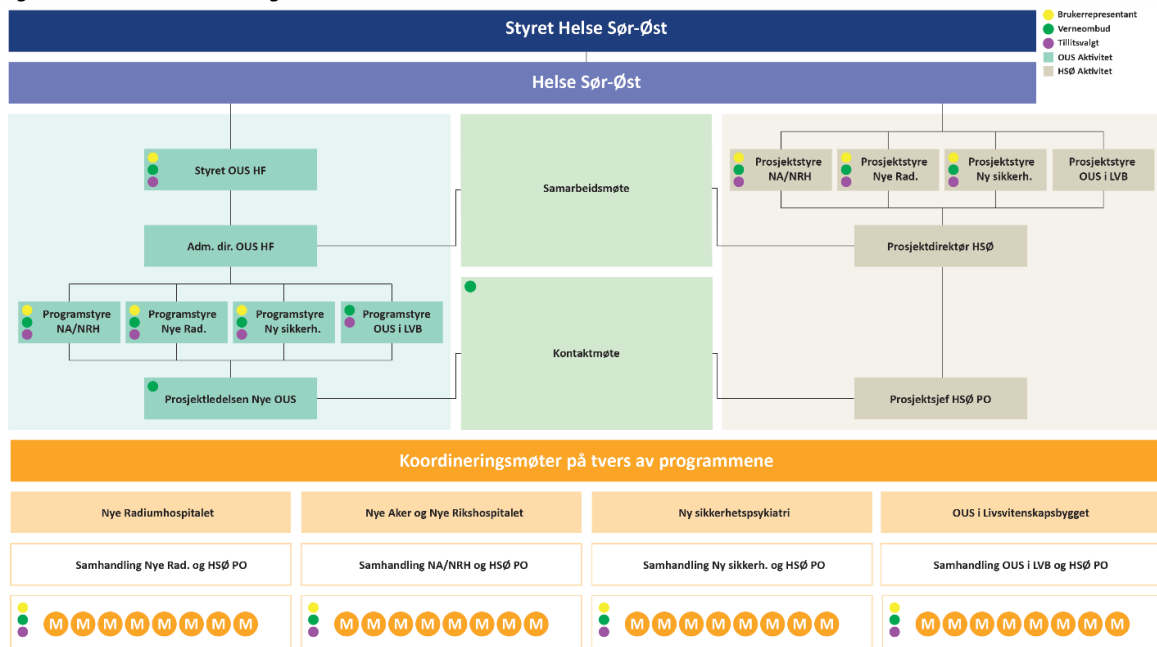 Styret Helse Sør-Øst
Brukerrepresentant
Verneombud
Tillitsvalgt
OUS Aktivitet
HSØ Aktivitet
Helse Sør-Øst
Styret OUS HF
Adm. dir. OUS HF
Programstyre
NA/NRH
Programstyre
Nye Rad.
Programstyre
Ny sikkerh.
Programstyre
OUS i LVB
Prosjektledelsen Nye OUS
Samarbeidsmøte
Kontaktmøte
Prosjektstyre
NA/NRH
Prosjektstyre
Nye Rad.
Prosjektstyre
Ny sikkerh.
Prosjektstyre
OUS i LVB
Prosjektdirektør HSØ
Prosjektsjef HSØ PO
Koordineringsmøter på tvers av programmene
Nye Radiumhospitalet
Nye Aker og Nye Rikshospitalet
Ny sikkerhetspsykiatri
OUS i Livsvitenskapsbygget
Samhandling Nye Rad. og HSØ PO
Samhandling NA/NRH og HSØ PO
Samhandling Ny sikkerh. og HSØ PO
Samhandling OUS i LVB og HSØ PO
M M M M M M M M
M M M M M M M M
M M M M M M M M
M M M M M M M M